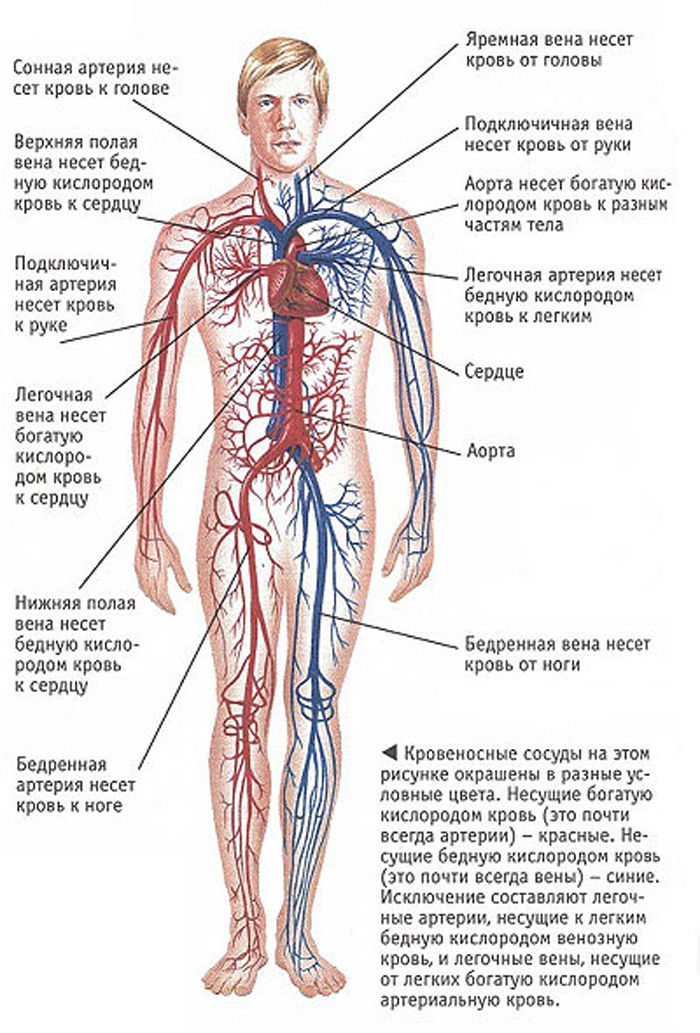 Сонная артерия не-
сет кровь к голове
Верхняя полая
вена несет бед-
ную кислородом
кровь к сердцу
Подключич-
ная артерия
несет кровь
к руке
Легочная
вена несет
богатую
кислоро-
дом кровь
к сердцу
Нижняя полая
вена несет
бедную кисло-
родом кровь
к сердцу
Бедренная
артерия несет
кровь к ноге
Яремная вена несет
кровь от головы
Подключичная вена
несет кровь от руки
Аорта несет богатую кис-
лородом кровь к разным
частям тела
Легочная артерия несет
бедную кислородом
кровь к легким
Сердце
Аорта
Бедренная вена несет
кровь от ноги
◄ Кровеносные сосуды на этом
рисунке окрашены в разные ус-
ловные цвета. Несущие богатую
кислородом кровь (это почти
всегда артерии) – красные. Не-
сущие бедную кислородом кровь
(это почти всегда вены) – синие.
Исключение составляют легоч-
ные артерии, несущие к легким
бедную кислородом венозную
кровь, и легочные вены, несущие
от легких богатую кислородом
артериальную кровь.